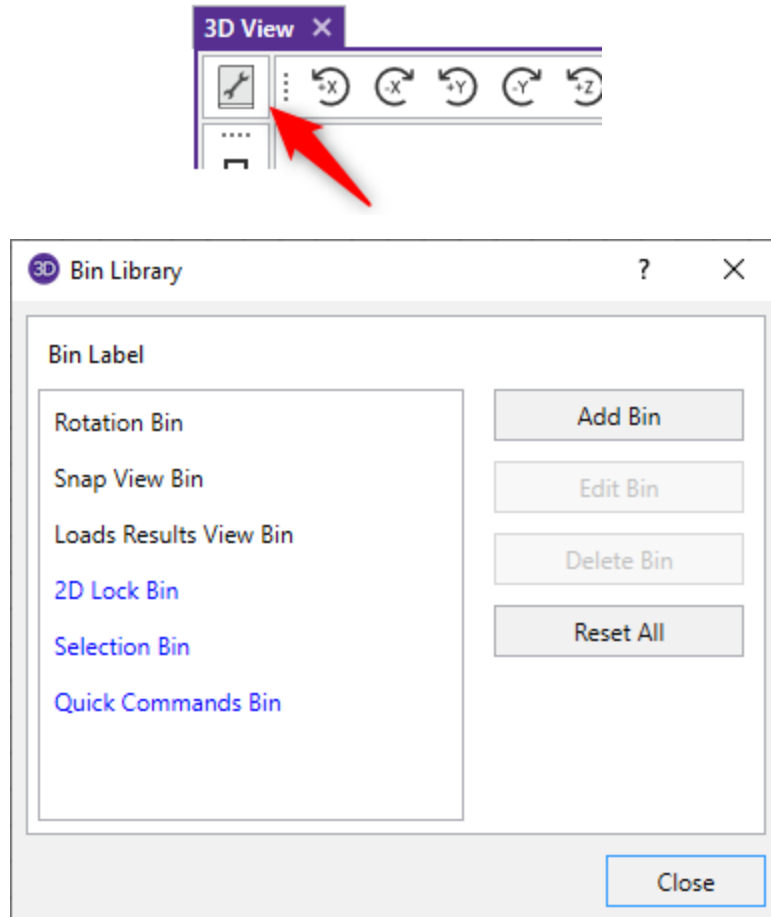 3D View ×
+X -X +Y -Y +Z
3D Bin Library ? ×
Bin Label
Rotation Bin
Snap View Bin
Loads Results View Bin
2D Lock Bin
Selection Bin
Quick Commands Bin
Add Bin
Edit Bin
Delete Bin
Reset All
Close